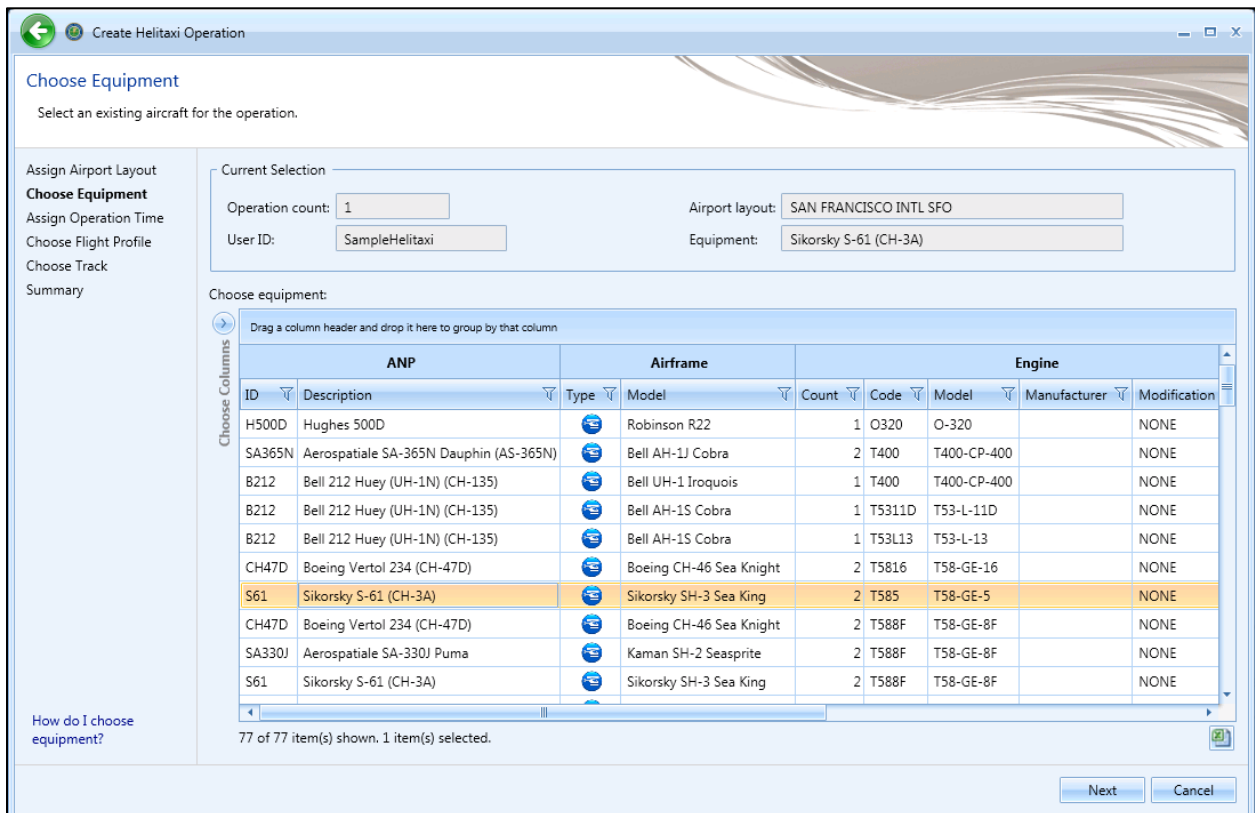 Create Helitaxi Operation
Choose Equipment
Select an existing aircraft for the operation.
Assign Airport Layout
Choose Equipment
Assign Operation Time
Choose Flight Profile
Choose Track
Summary
How do I choose
equipment?
Current Selection
Operation count: 1 Airport layout: SAN FRANCISCO INTL SFO
User ID: SampleHelitaxi Equipment: Sikorsky S-61 (CH-3A)
Choose equipment:
Choose Columns
Drag a column header and drop it here to group by that column
ANP Airframe Engine
ID Description Type Model Count Code Model Manufacturer Modification
H500D Hughes 500D Robinson R22 1 O320 O-320 NONE
SA365N Aerospatiale SA-365N Dauphin (AS-365N) Bell AH-1J Cobra 2 T400 T400-CP-400 NONE
B212 Bell 212 Huey (UH-1N) (CH-135) Bell UH-1 Iroquois 1 T400 T400-CP-400 NONE
B212 Bell 212 Huey (UH-1N) (CH-135) Bell AH-1S Cobra 1 T5311D T53-L-11D NONE
B212 Bell 212 Huey (UH-1N) (CH-135) Bell AH-1S Cobra 1 T53L13 T53-L-13 NONE
CH47D Boeing Vertol 234 (CH-47D) Boeing CH-46 Sea Knight 2 T5816 T58-GE-16 NONE
S61 Sikorsky S-61 (CH-3A) Sikorsky SH-3 Sea King 2 T585 T58-GE-5 NONE
CH47D Boeing Vertol 234 (CH-47D) Boeing CH-46 Sea Knight 2 T588F T58-GE-8F NONE
SA330J Aerospatiale SA-330J Puma Kaman SH-2 Seasprite 2 T588F T58-GE-8F NONE
S61 Sikorsky S-61 (CH-3A) Sikorsky SH-3 Sea King 2 T588F T58-GE-8F NONE
77 of 77 item(s) shown. 1 item(s) selected.
Next Cancel